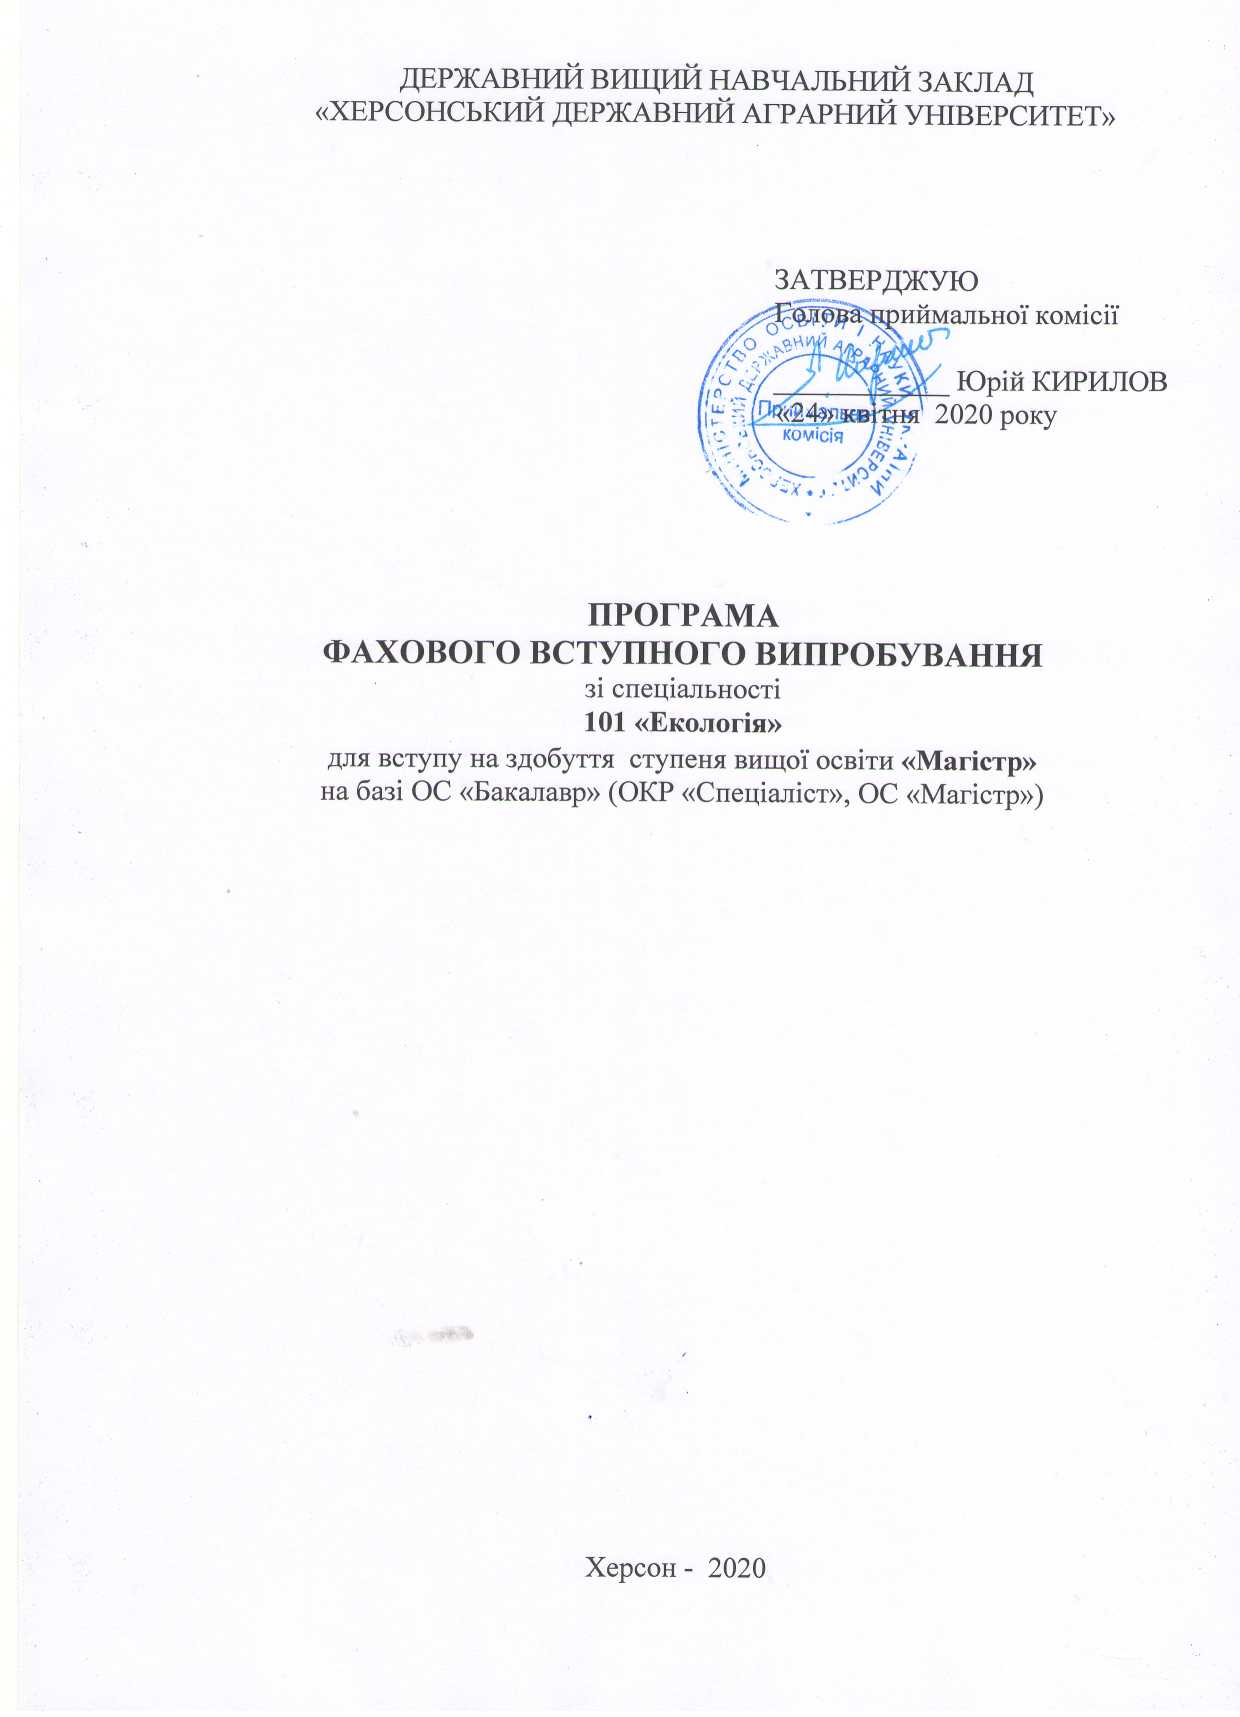 ДЕРЖАВНИЙ ВИЩИЙ НАВЧАЛЬНИЙ ЗАКЛАД
«ХЕРСОНСЬКИЙ ДЕРЖАВНИЙ АГРАРНИЙ УНІВЕРСИТЕТ»
ЗАТВЕРДЖУЮ
Голова приймальної комісії
Юрій КИРИЛОВ
«24» квітня 2020 року
комісія
ПРОГРАМА
ФАХОВОГО ВСТУПНОГО ВИПРОБУВАННЯ
зі спеціальності
101 «Екологія»
для вступу на здобуття ступеня вищої освіти «Магістр»
на базі ОС «Бакалавр» (ОКР «Спеціаліст», ОС «Магістр»)
Херсон - 2020